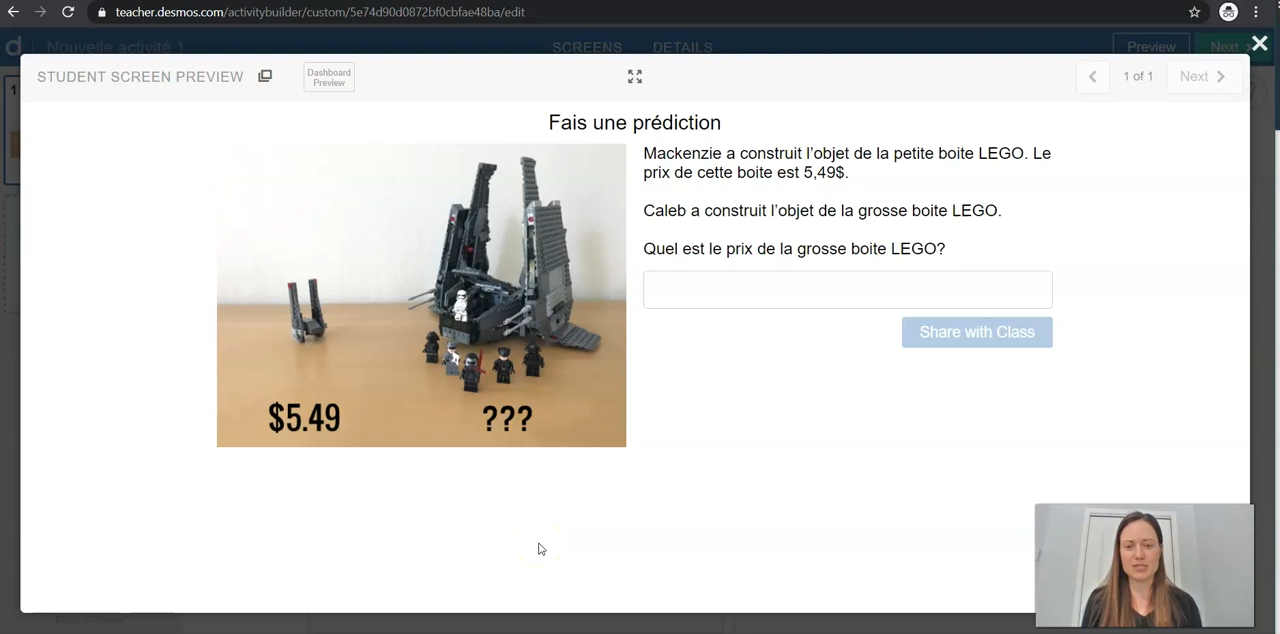 teacher.desmos.com/activitybuilder/custom/5e74d90d0872bf0cbfae48ba/edit
d Nouvelle activité 1 SCREENS DETAILS Preview Next
STUDENT SCREEN PREVIEW Dashboard Preview 1 of 1 Next
1
Fais une prédiction
Mackenzie a construit l'objet de la petite boite LEGO. Le
prix de cette boite est 5,49$.
Caleb a construit l'objet de la grosse boite LEGO.
Quel est le prix de la grosse boite LEGO?
Share with Class
$5.49 ???